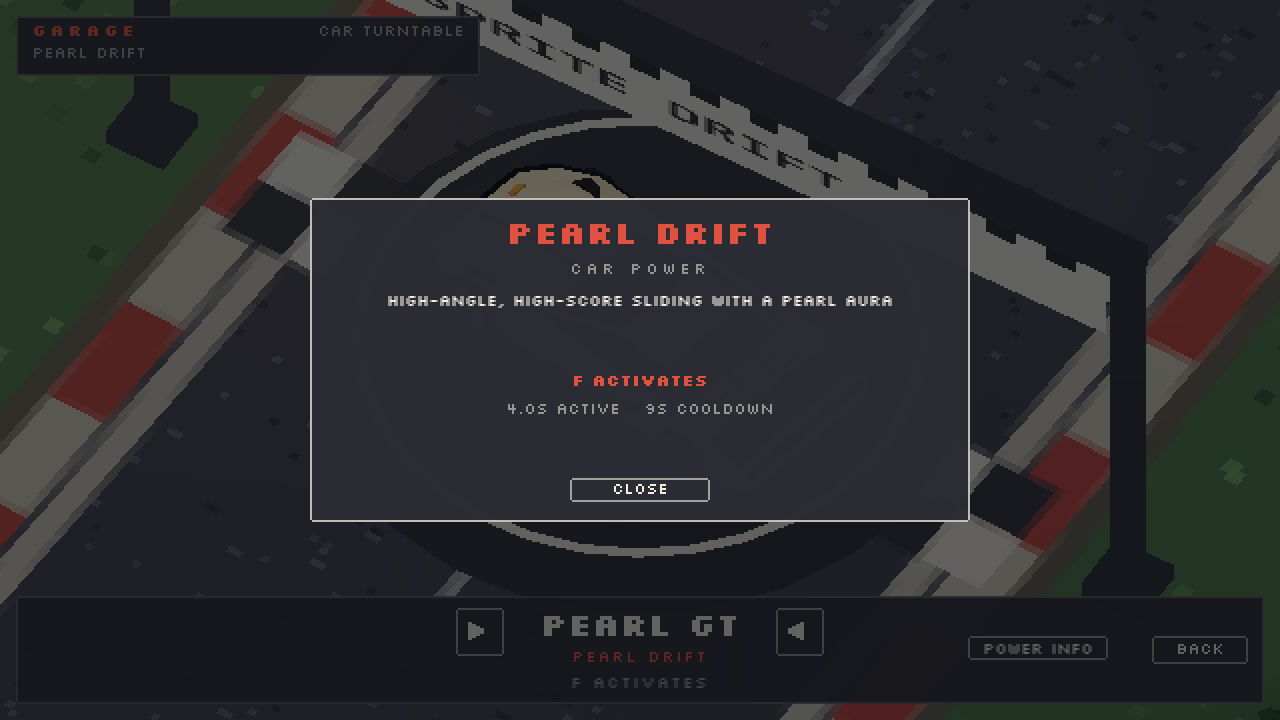 GARAGE
CAR TURNTABLE
PEARL DRIFT
SPRITE DRIFT
PEARL DRIFT
CAR POWER
HIGH-ANGLE, HIGH-SCORE SLIDING WITH A PEARL AURA
F ACTIVATES
4.0S ACTIVE 9S COOLDOWN
CLOSE
PEARL GT
PEARL DRIFT
F ACTIVATES
POWER INFO
BACK